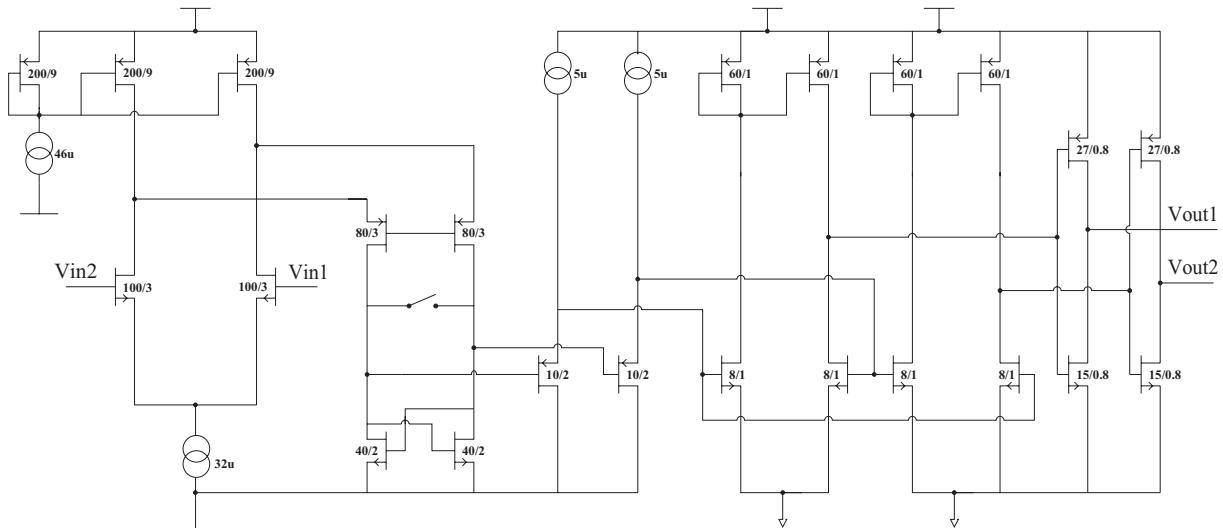 200/9 200/9 200/9
5u 5u
60/1 60/1 60/1 60/1
46u
27/0.8 27/0.8
Vout1
80/3 80/3
Vin2 Vin1
Vout2
100/3 100/3
10/2 10/2
8/1 8/1 8/1 8/1
15/0.8 15/0.8
40/2 40/2
32u